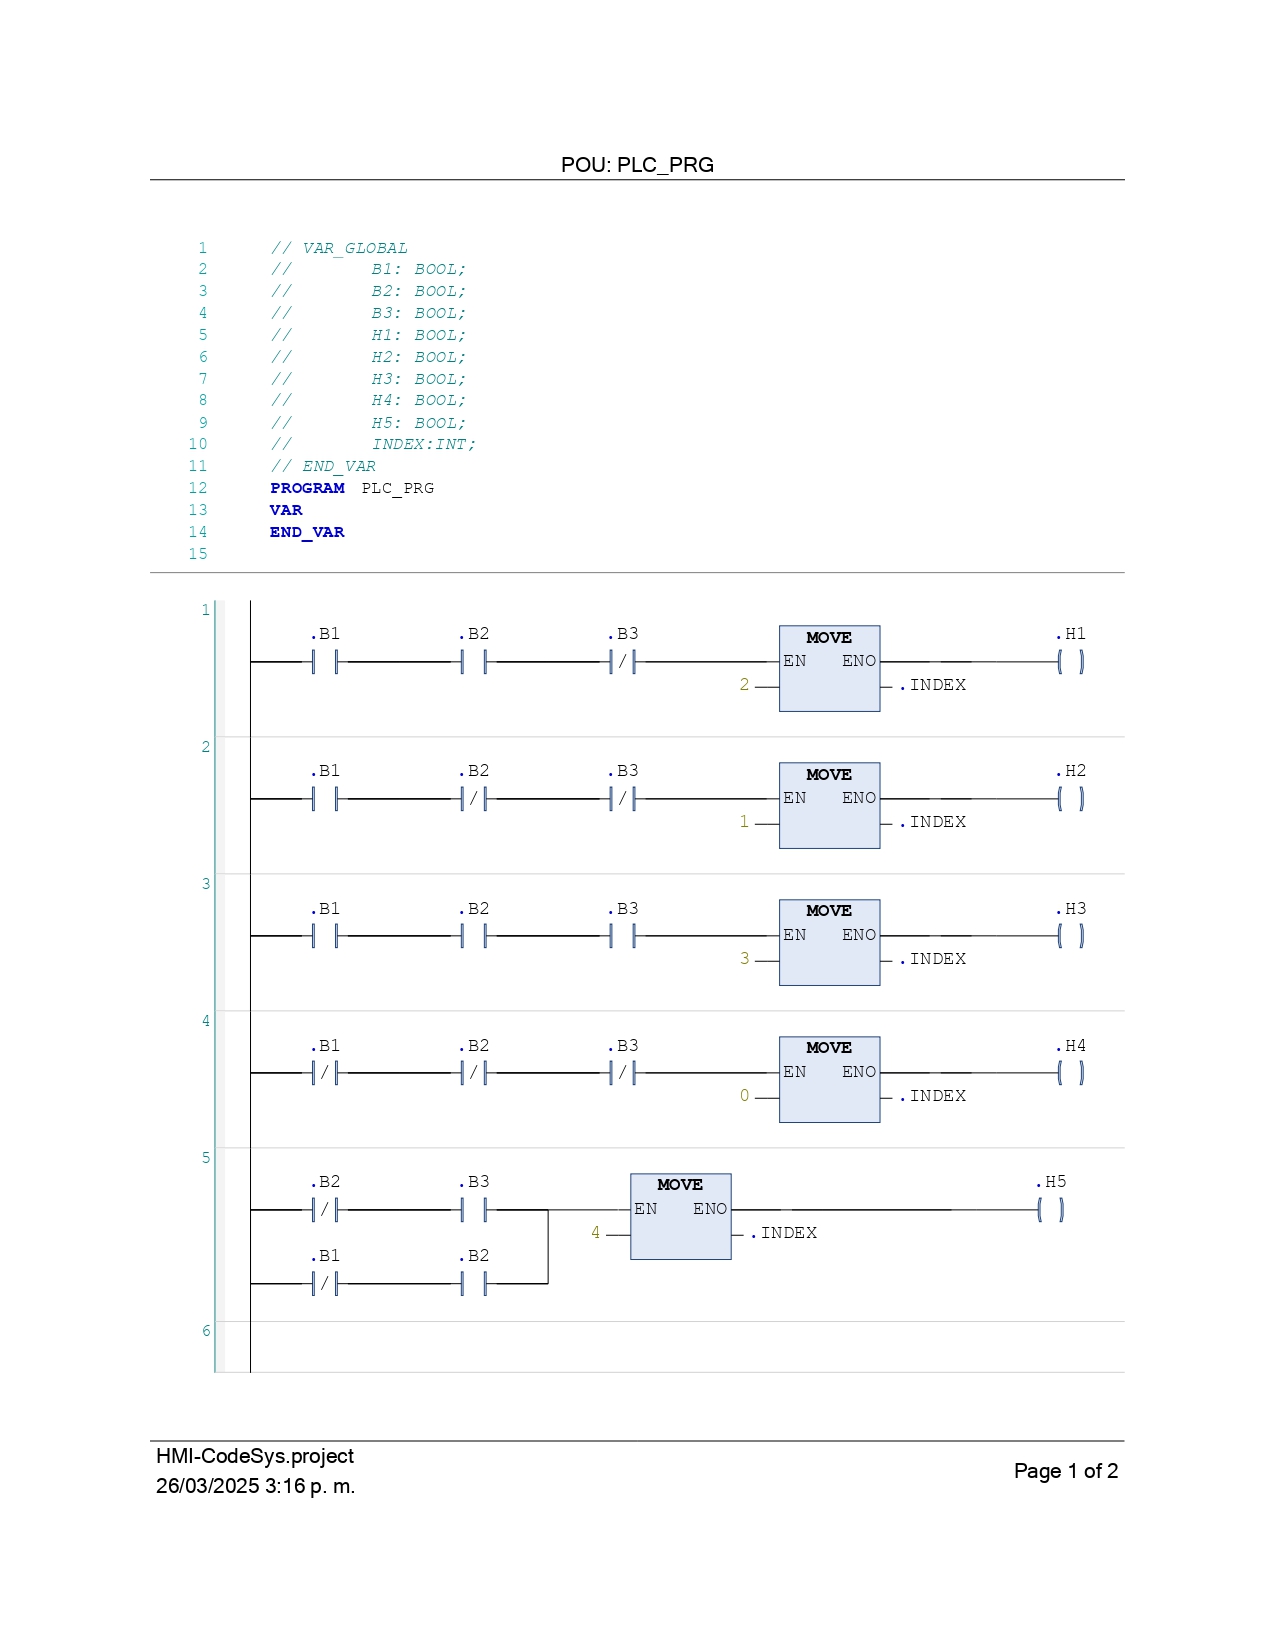 POU: PLC_PRG
1 // VAR_GLOBAL
2 // B1: BOOL;
3 // B2: BOOL;
4 // B3: BOOL;
5 // H1: BOOL;
6 // H2: BOOL;
7 // H3: BOOL;
8 // H4: BOOL;
9 // H5: BOOL;
10 // INDEX:INT;
11 // END_VAR
12 PROGRAM PLC_PRG
13 VAR
14 END_VAR
15
1
.B1 .B2 .B3 MOVE .H1
/ EN ENO
2 .INDEX
2
.B1 .B2 .B3 MOVE .H2
/ / EN ENO
1 .INDEX
3
.B1 .B2 .B3 MOVE .H3
EN ENO
3 .INDEX
4
.B1 .B2 .B3 MOVE .H4
/ / / EN ENO
0 .INDEX
5
.B2 .B3 MOVE .H5
/ EN ENO
4 .INDEX
.B1 .B2
/
6
HMI-CodeSys.project
26/03/2025 3:16 p. m.
Page 1 of 2